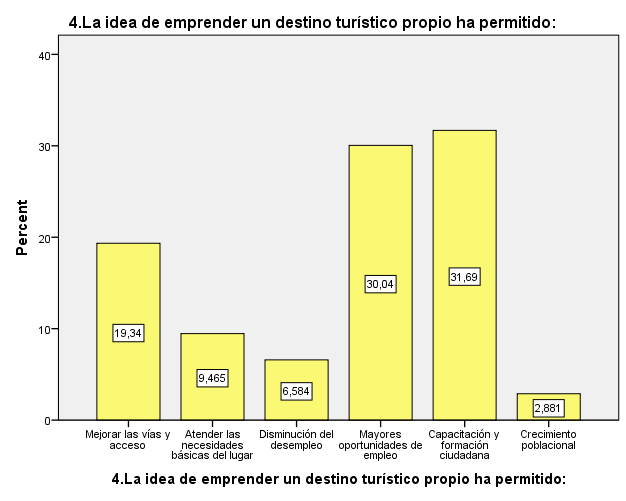 4.La idea de emprender un destino turístico propio ha permitido:
Percent
40
30
20
10
0
19,34
9,465
6,584
30,04
31,69
2,881
Mejorar las vías y
acceso
Atender las
necesidades
básicas del lugar
Disminución del
desempleo
Mayores
oportunidades de
empleo
Capacitación y
formación
ciudadana
Crecimiento
poblacional
4.La idea de emprender un destino turístico propio ha permitido: